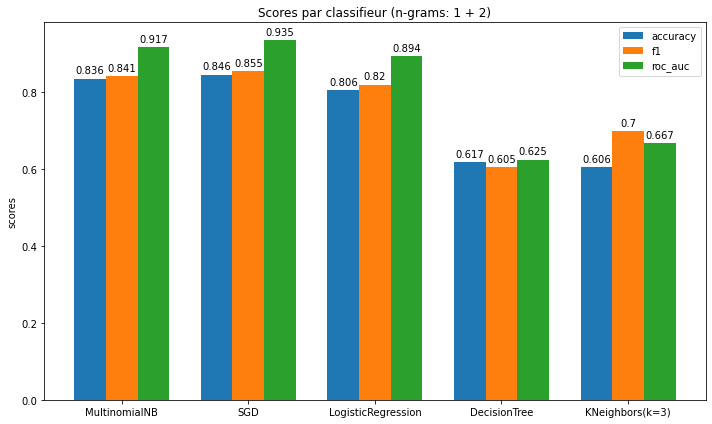 Scores par classifieur (n-grams: 1 + 2)
accuracy
f1
roc_auc
scores
0.8
0.6
0.4
0.2
0.0
0.836
0.841
0.917
0.846
0.855
0.935
0.806
0.82
0.894
0.617
0.605
0.625
0.606
0.7
0.667
MultinomialNB
SGD
LogisticRegression
DecisionTree
KNeighbors(k=3)